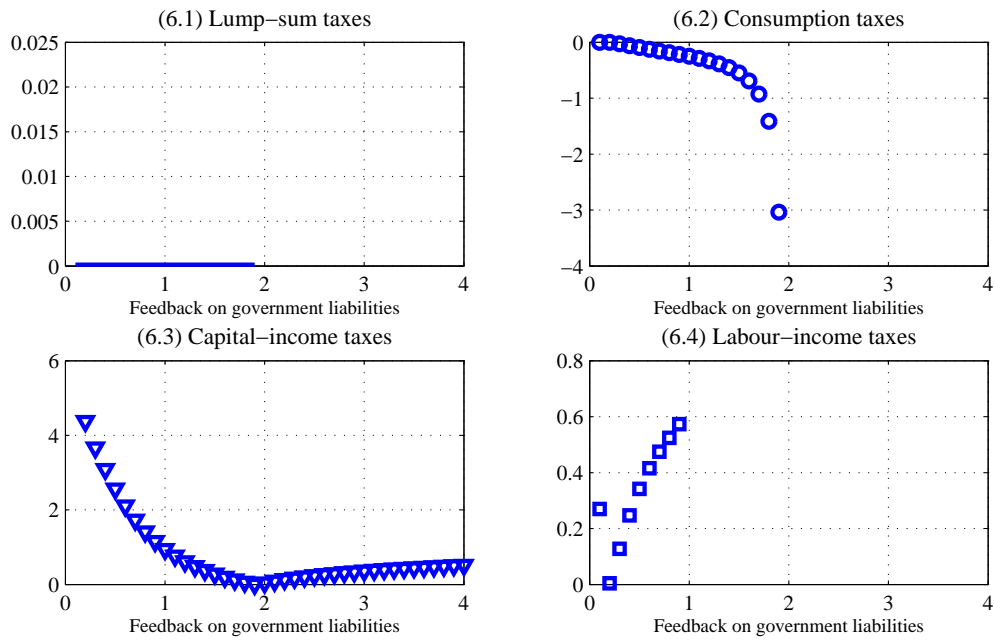 (6.1) Lump−sum taxes
0.025
0.02
0.015
0.01
0.005
0
0 1 2 3 4
Feedback on government liabilities
(6.2) Consumption taxes
0
−1
−2
−3
−4
0 1 2 3 4
Feedback on government liabilities
(6.3) Capital−income taxes
6
4
2
0
0 1 2 3 4
Feedback on government liabilities
(6.4) Labour−income taxes
0.8
0.6
0.4
0.2
0
0 1 2 3 4
Feedback on government liabilities